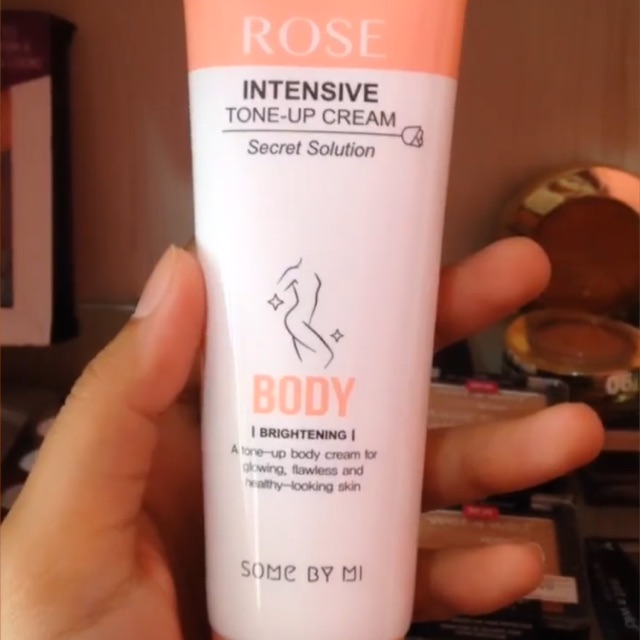 ROSE
INTENSIVE
TONE-UP CREAM
Secret Solution
BODY
| BRIGHTENING |
A tone-up body cream for
glowing, flawless and
healthy-looking skin
SOME BY MI